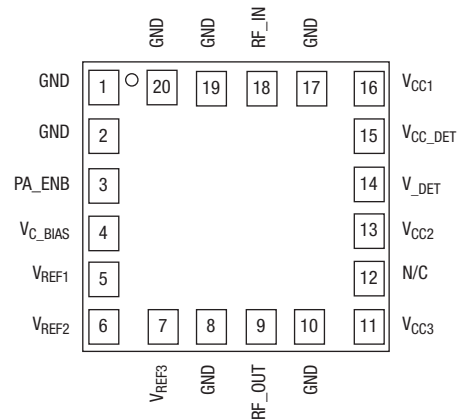 GND GND RF_IN GND
GND 1 20 19 18 17 16 VCC1
GND 2 15 VCC_DET
PA_ENB 3 14 V_DET
VC_BIAS 4 13 VCC2
VREF1 5 12 N/C
VREF2 6 7 8 9 10 11 VCC3
VREF3 GND RF_OUT GND